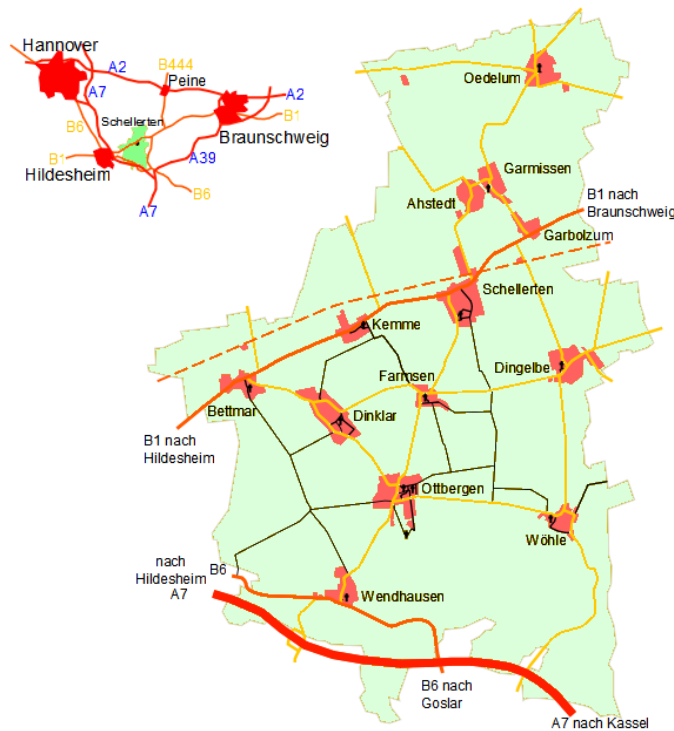 Hannover
A2
B444
Peine
A7
A2
B6
Schellerten
B1
Braunschweig
B1
A39
Hildesheim
B6
A7
Oedelum
Garmissen
Ahstedt
B1 nach
Braunschweig
Garbolzum
Schellerten
Kemme
Farmsen
Dingelbe
Bettmar
Dinklar
B1 nach
Hildesheim
Ottbergen
Wöhle
nach
Hildesheim
B6
A7
Wendhausen
B6 nach
Goslar
A7 nach Kassel